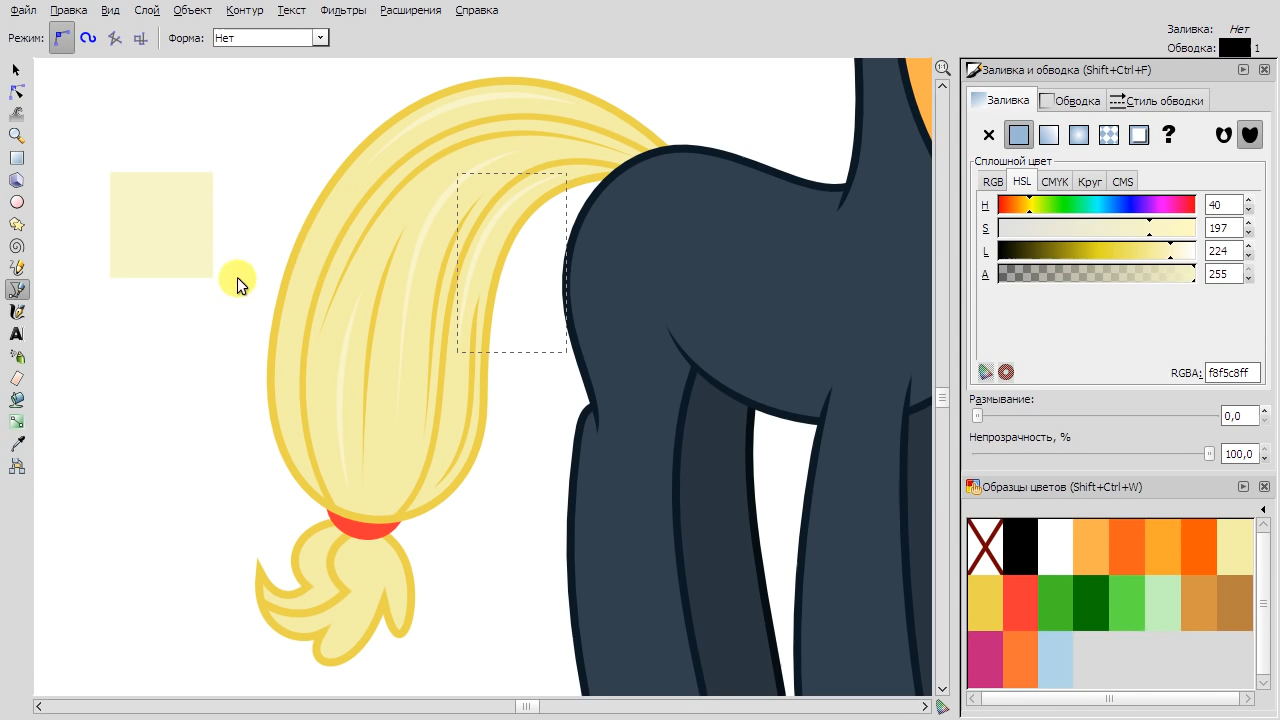 Файл Правка Вид Слой Объект Контур Текст Фильтры Расширения Справка
Режим: Форма: Нет
Заливка: Нет
Обводка: 1
Заливка и обводка (Shift+Ctrl+F)
Заливка Обводка Стиль обводки
?
Сплошной цвет
RGB HSL CMYK Круг CMS
H 40
S 197
L 224
A 255
RGBA: f8f5c8ff
Размывание:
0,0
Непрозрачность, %
100,0
Образцы цветов (Shift+Ctrl+W)